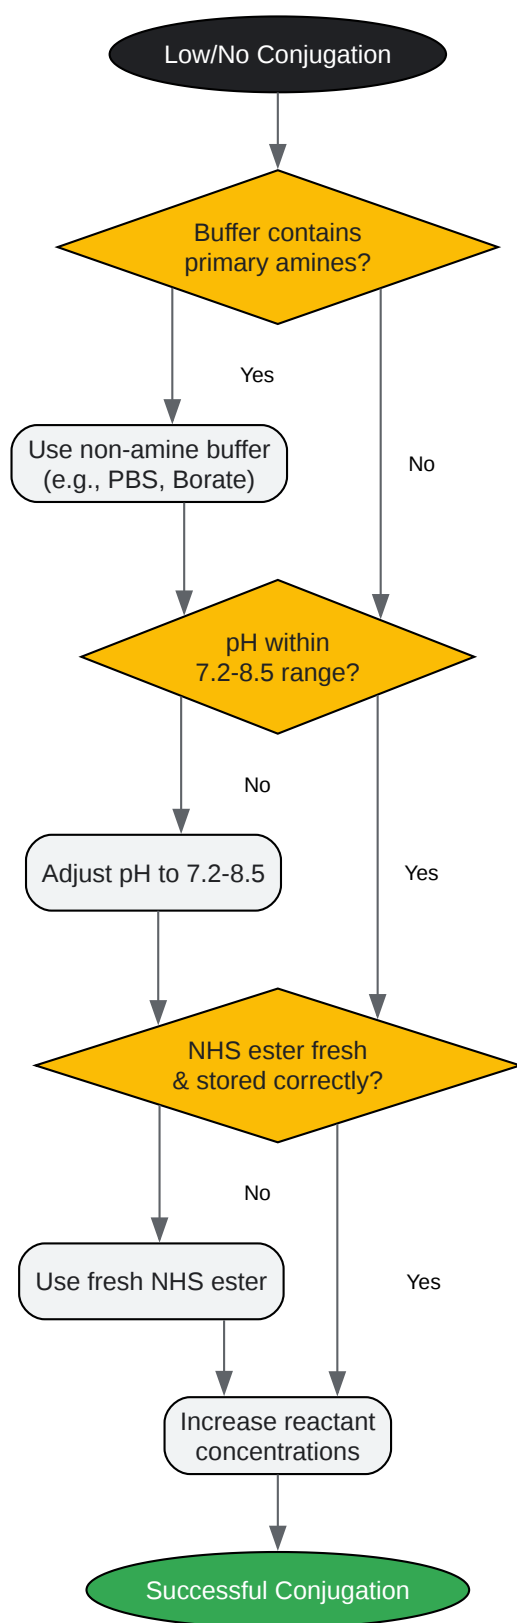 Low/No Conjugation
Buffer contains
primary amines?
Yes
Use non-amine buffer
(e.g., PBS, Borate)
No
pH within
7.2-8.5 range?
No
Adjust pH to 7.2-8.5
Yes
NHS ester fresh
& stored correctly?
No
Use fresh NHS ester
Yes
Increase reactant
concentrations
Successful Conjugation